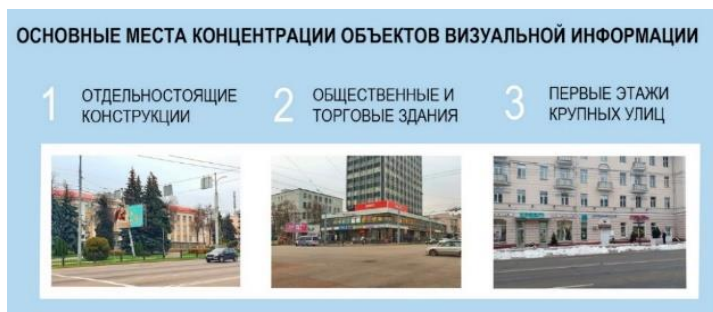 ОСНОВНЫЕ МЕСТА КОНЦЕНТРАЦИИ ОБЪЕКТОВ ВИЗУАЛЬНОЙ ИНФОРМАЦИИ
1 ОТДЕЛЬНОСТОЯЩИЕ
КОНСТРУКЦИИ
2 ОБЩЕСТВЕННЫЕ И
ТОРГОВЫЕ ЗДАНИЯ
3 ПЕРВЫЕ ЭТАЖИ
КРУПНЫХ УЛИЦ